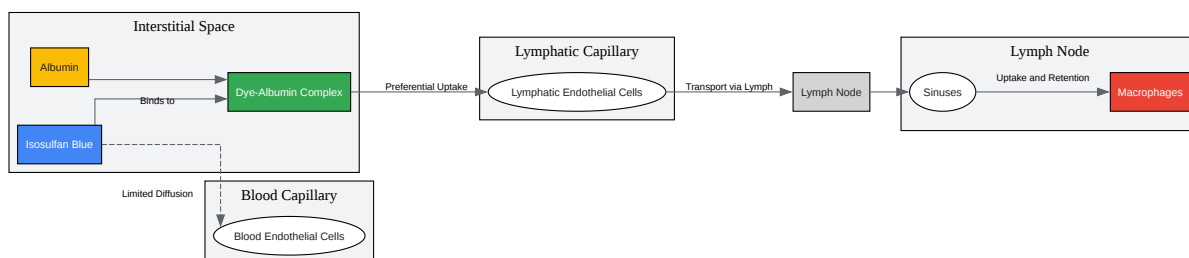 Interstitial Space
Albumin
Binds to
Dye-Albumin Complex
Isosulfan Blue
Limited Diffusion
Blood Capillary
Blood Endothelial Cells
Preferential Uptake
Lymphatic Capillary
Lymphatic Endothelial Cells
Transport via Lymph
Lymph Node
Lymph Node
Sinuses
Uptake and Retention
Macrophages